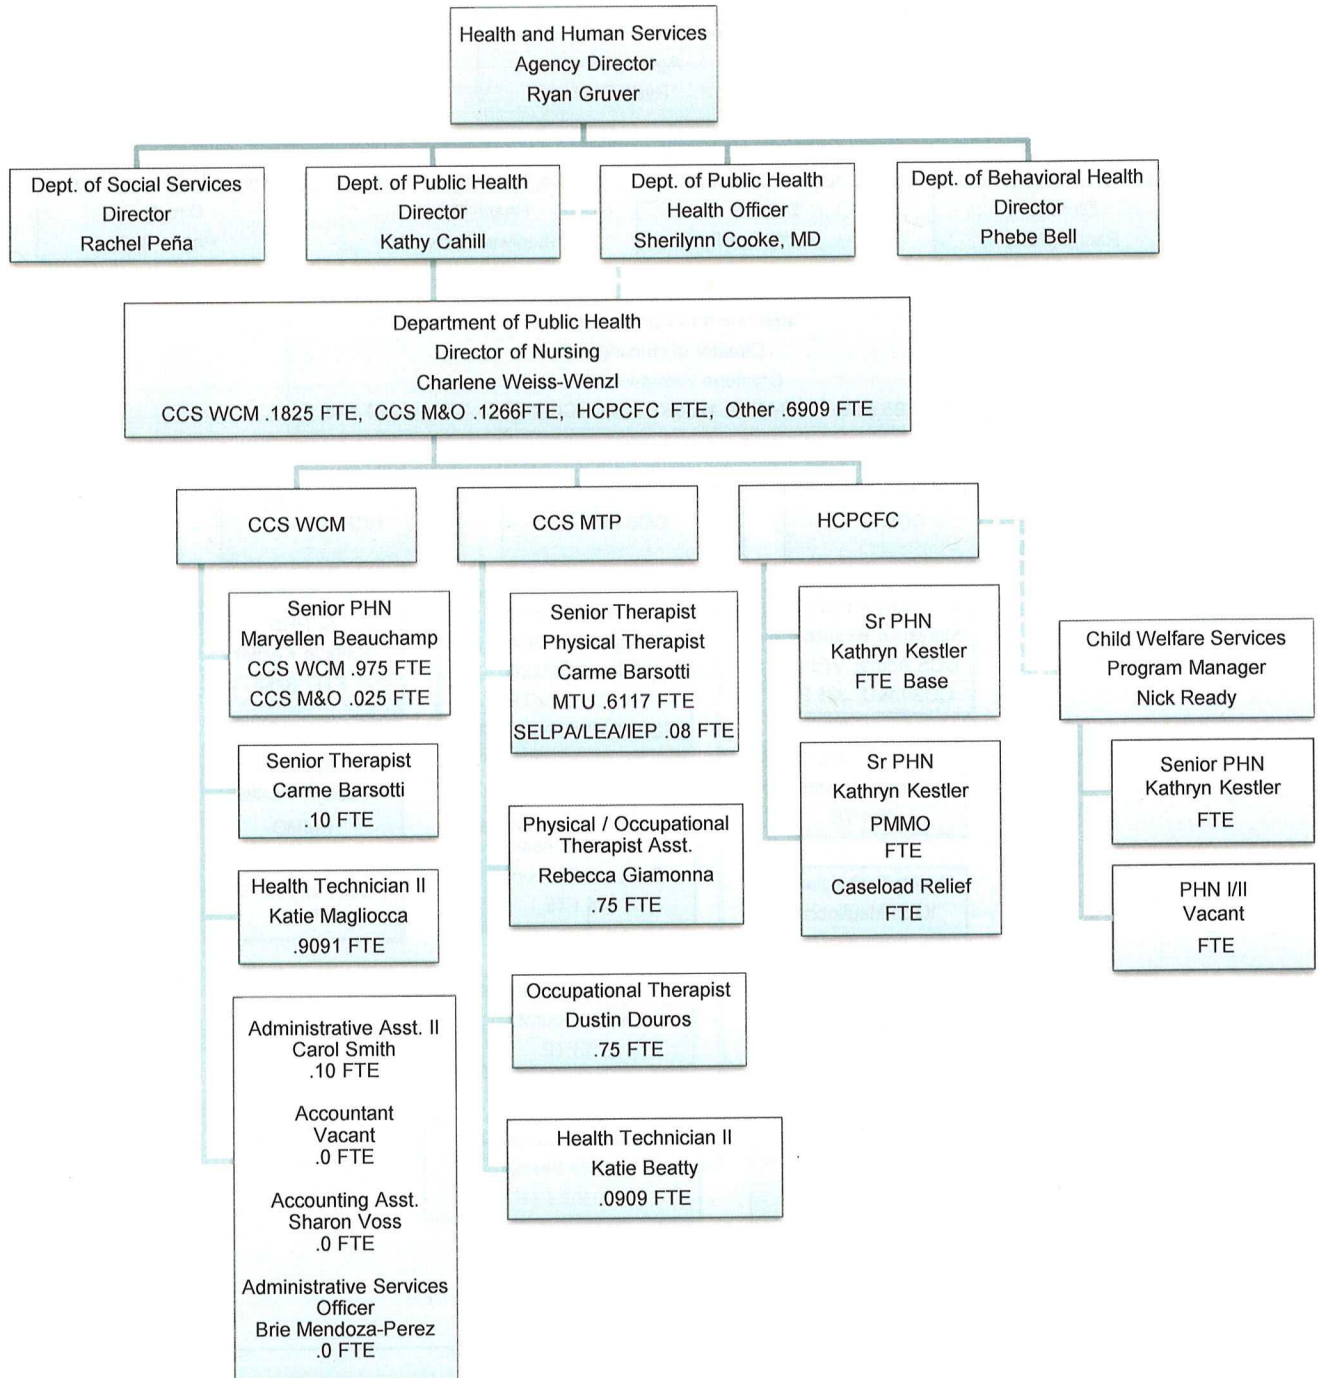 Health and Human Services
Agency Director
Ryan Gruver
Dept. of Social Services
Director
Rachel Peña
Dept. of Public Health
Director
Kathy Cahill
Dept. of Public Health
Health Officer
Sherilynn Cooke, MD
Dept. of Behavioral Health
Director
Phebe Bell
Department of Public Health
Director of Nursing
Charlene Weiss-Wenzl
CCS WCM .1825 FTE, CCS M&O .1266FTE, HCPCFC FTE, Other .6909 FTE
CCS WCM
Senior PHN
Maryellen Beauchamp
CCS WCM .975 FTE
CCS M&O .025 FTE
Senior Therapist
Carme Barsotti
.10 FTE
Health Technician II
Katie Magliocca
.9091 FTE
Administrative Asst. II
Carol Smith
.10 FTE
Accountant
Vacant
.0 FTE
Accounting Asst.
Sharon Voss
.0 FTE
Administrative Services
Officer
Brie Mendoza-Perez
.0 FTE
CCS MTP
Senior Therapist
Physical Therapist
Carme Barsotti
MTU .6117 FTE
SELPA/LEA/IEP .08 FTE
Physical / Occupational
Therapist Asst.
Rebecca Giamonna
.75 FTE
Occupational Therapist
Dustin Douros
.75 FTE
Health Technician II
Katie Beatty
.0909 FTE
HCPCFC
Sr PHN
Kathryn Kestler
FTE Base
Sr PHN
Kathryn Kestler
PMMO
FTE
Caseload Relief
FTE
Child Welfare Services
Program Manager
Nick Ready
Senior PHN
Kathryn Kestler
FTE
PHN I/II
Vacant
FTE